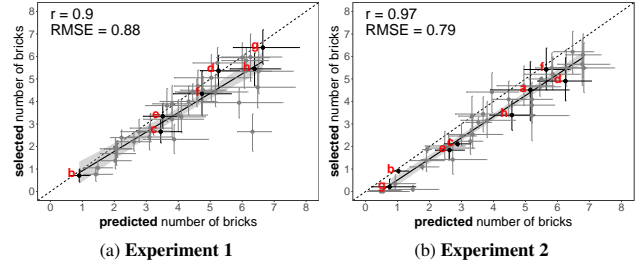 r = 0.9
RMSE = 0.88
selected number of bricks
8
7
6
5
4
3
2
1
0
g
d
h
f
e
c
b
0 1 2 3 4 5 6 7 8
predicted number of bricks
(a) Experiment 1
r = 0.97
RMSE = 0.79
selected number of bricks
8
7
6
5
4
3
2
1
0
f
d
a
h
c
e
b
g
0 1 2 3 4 5 6 7 8
predicted number of bricks
(b) Experiment 2